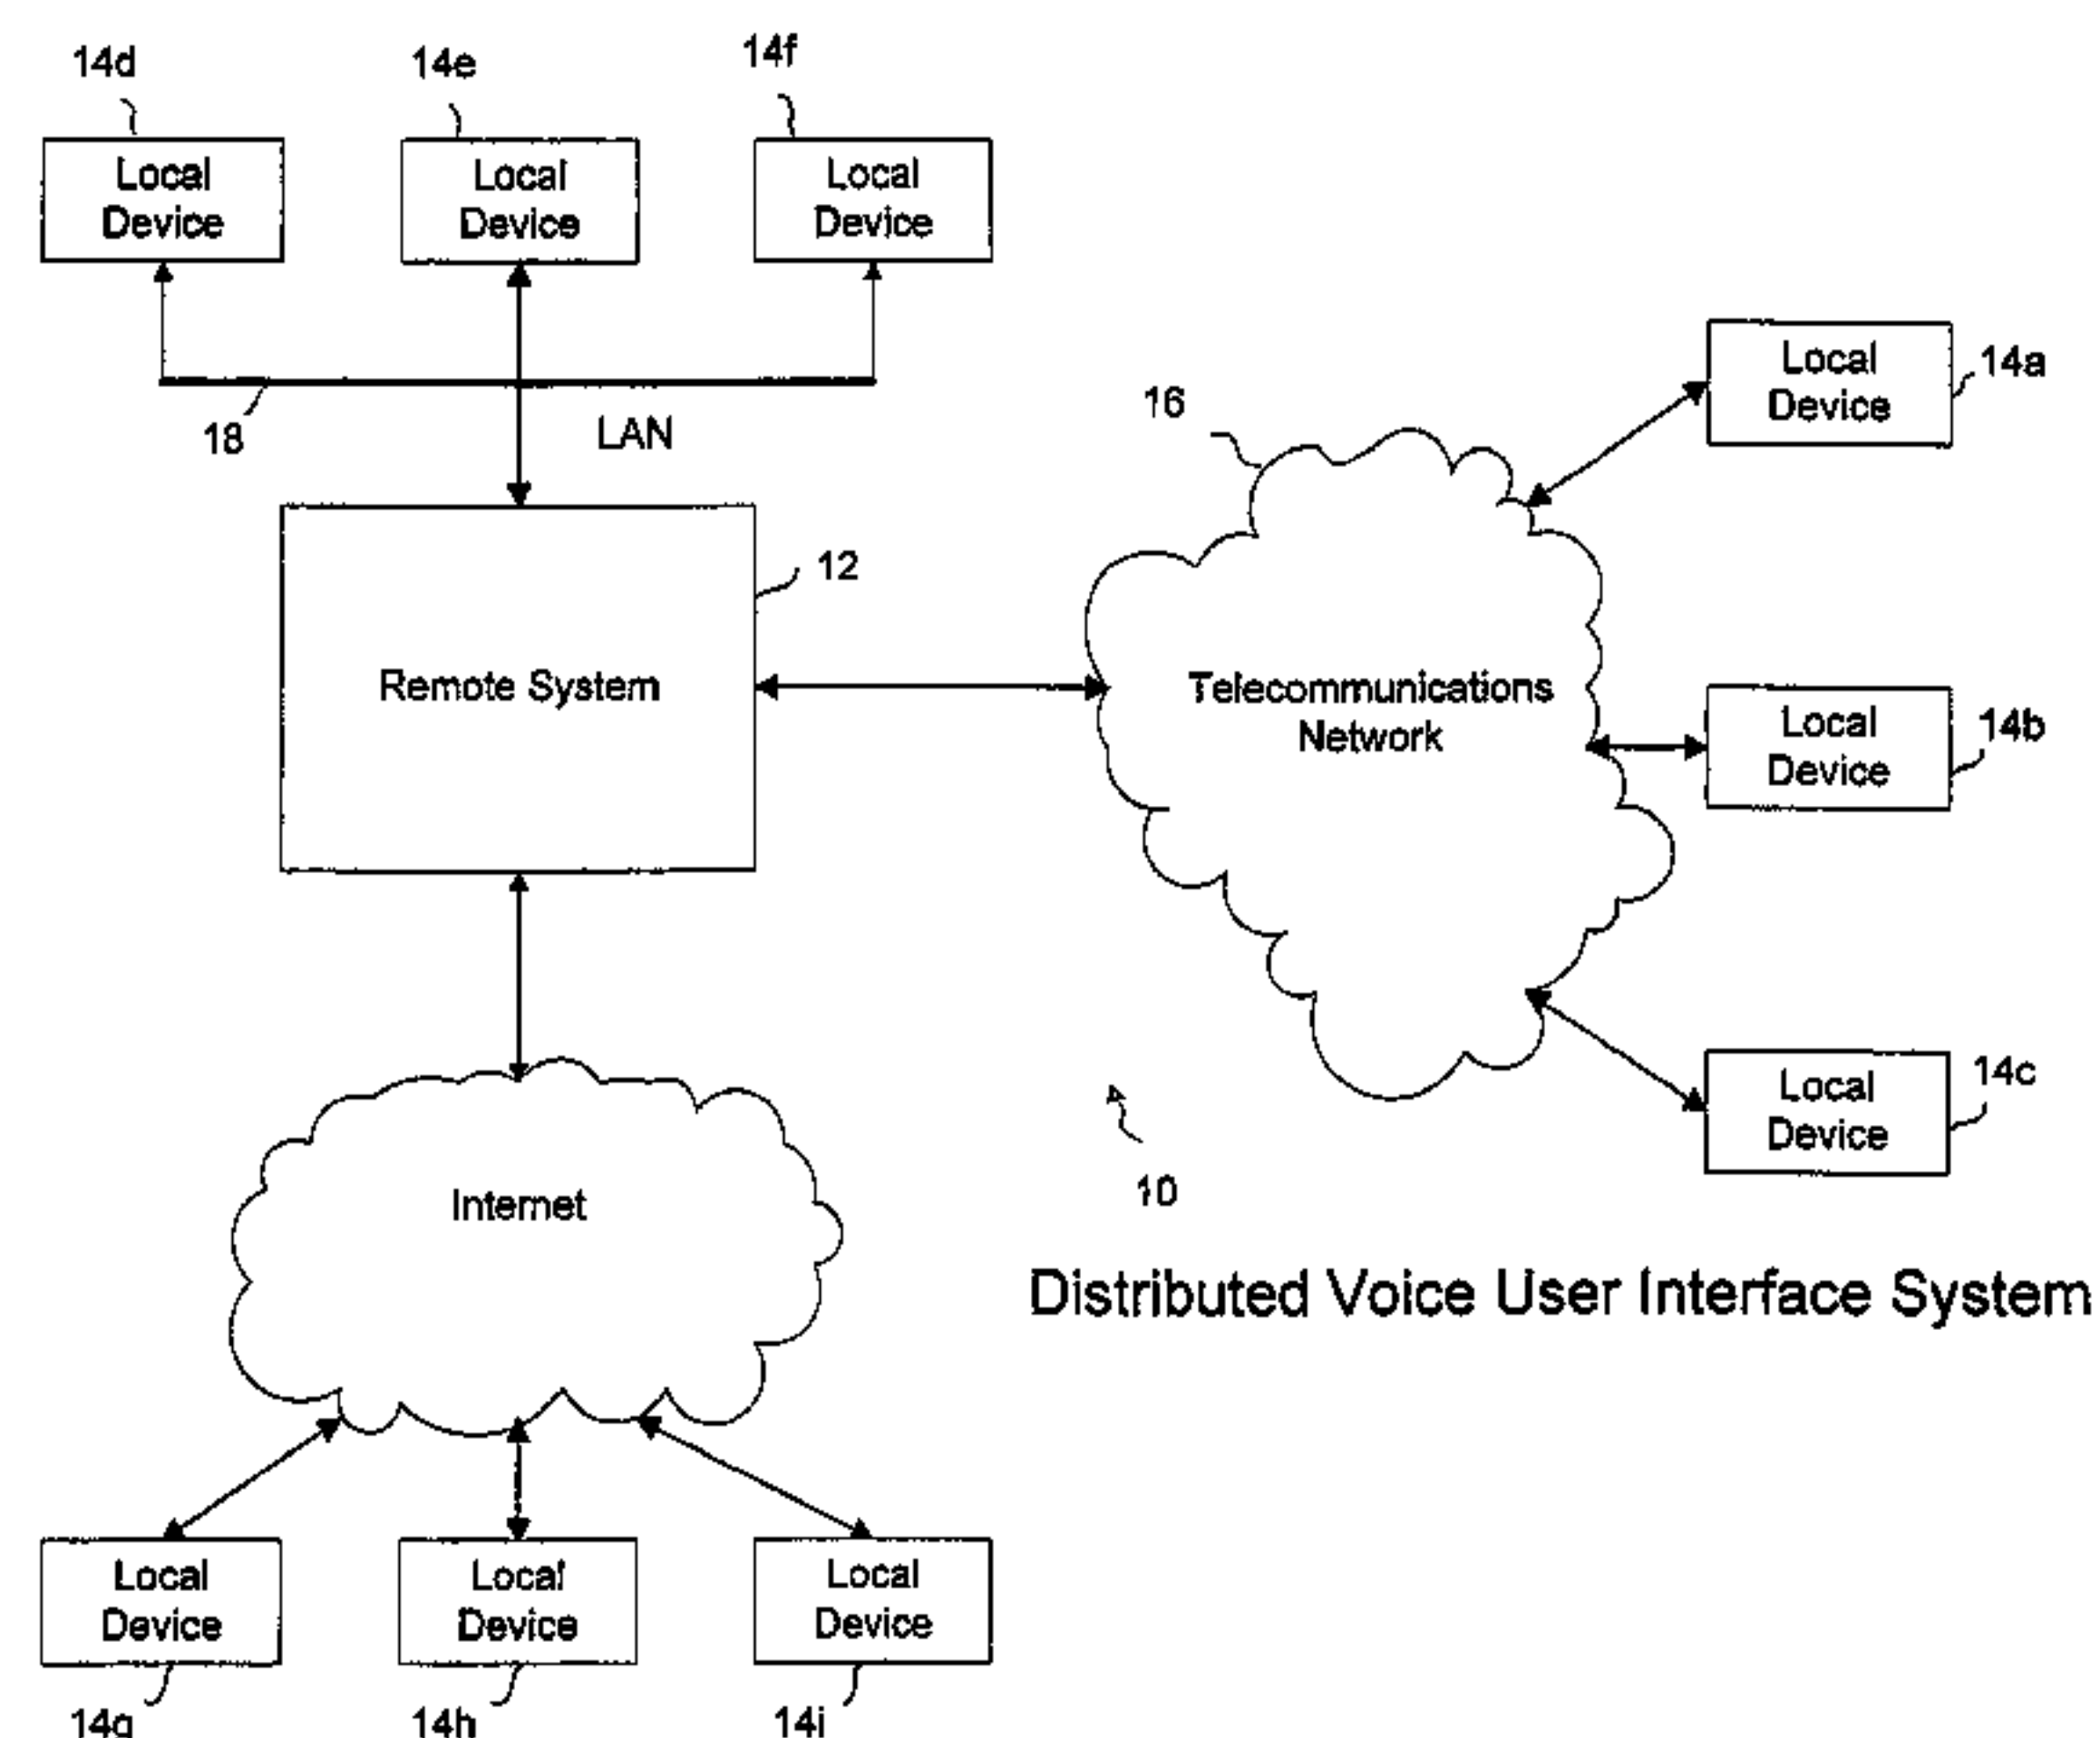 14d
14e
14f
Local
Device
Local
Device
Local
Device
18
LAN
16
Local
Device
14a
12
Remote System
Telecommunications
Network
Local
Device
14b
Local
Device
14c
10
Internet
Distributed Voice User Interface System
Local
Device
Local
Device
Local
Device
14g
14h
14i